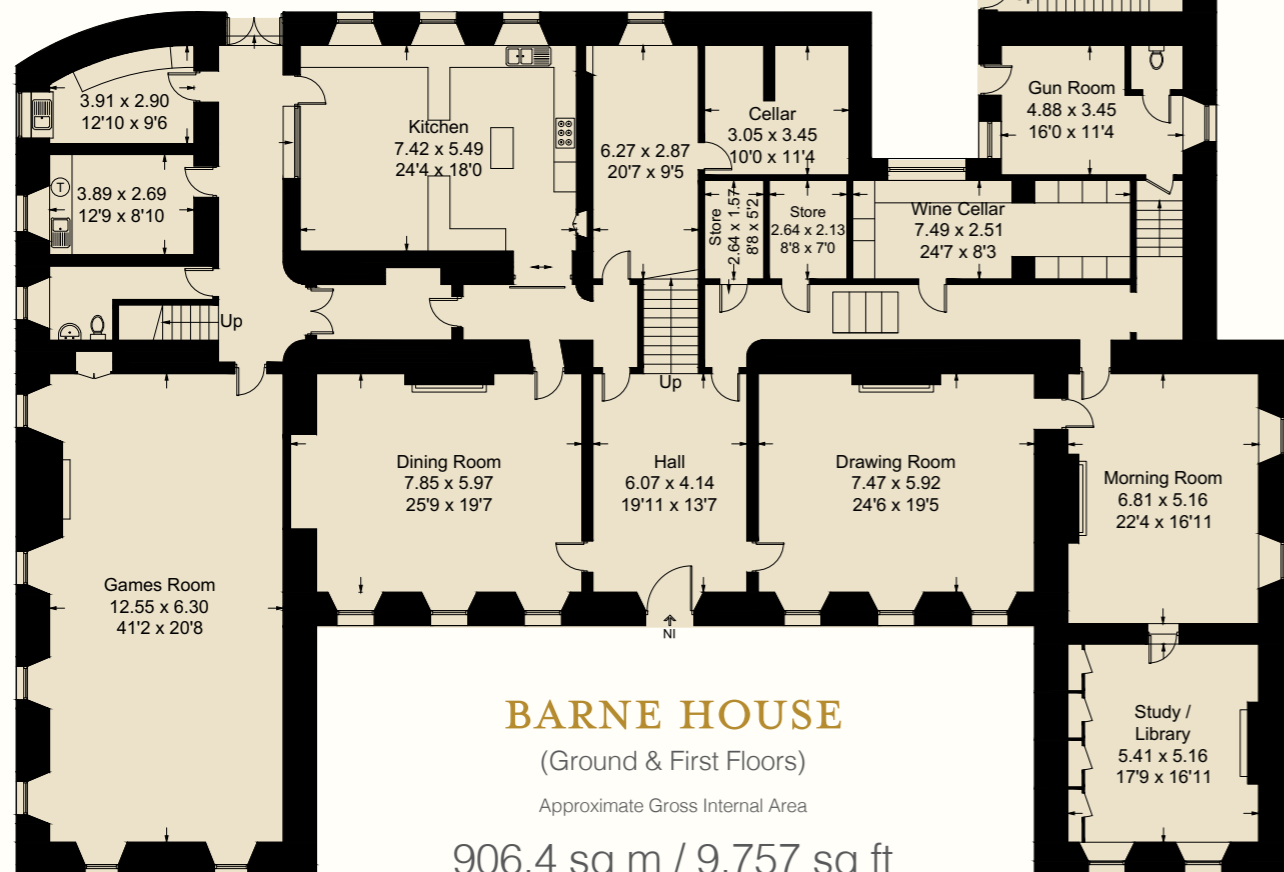 3.91 x 2.90
12'10 x 9'6
T
3.89 x 2.69
12'9 x 8'10
Up
Kitchen
7.42 x 5.49
24'4 x 18'0
6.27 x 2.87
20'7 x 9'5
Cellar
3.05 x 3.45
10'0 x 11'4
Store
2.64 x 1.57
8'8 x 5'2
Store
2.64 x 2.13
8'8 x 7'0
Wine Cellar
7.49 x 2.51
24'7 x 8'3
Gun Room
4.88 x 3.45
16'0 x 11'4
Up
Games Room
12.55 x 6.30
41'2 x 20'8
Dining Room
7.85 x 5.97
25'9 x 19'7
Hall
6.07 x 4.14
19'11 x 13'7
IN
Drawing Room
7.47 x 5.92
24'6 x 19'5
Morning Room
6.81 x 5.16
22'4 x 16'11
Study /
Library
5.41 x 5.16
17'9 x 16'11
BARNE HOUSE
(Ground & First Floors)
Approximate Gross Internal Area
906.4 sq m / 9,757 sq ft